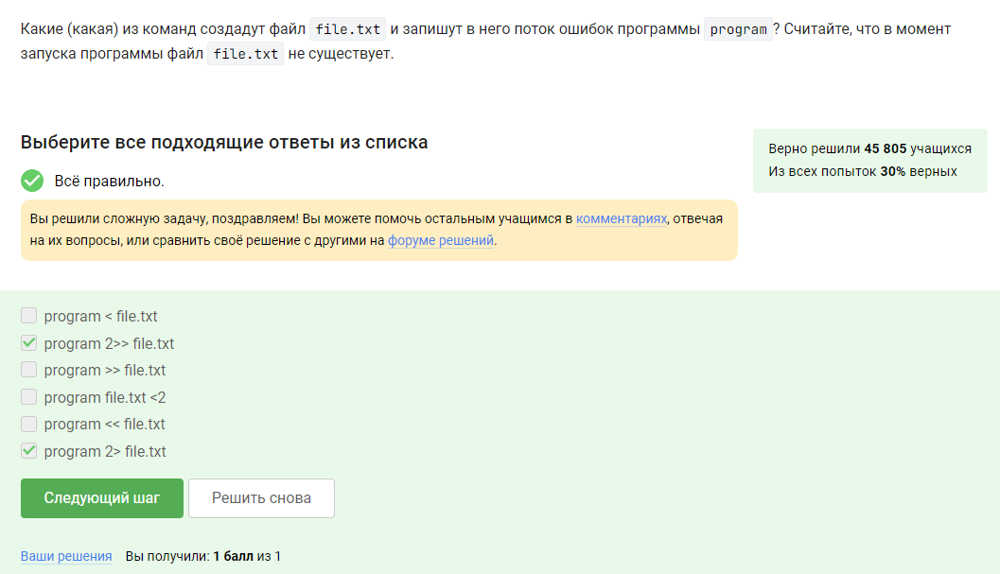 Какие (какая) из команд создадут файл file.txt и запишут в него поток ошибок программы program? Считайте, что в момент
запуска программы файл file.txt не существует.
Выберите все подходящие ответы из списка
Верно решили 45 805 учащихся
Из всех попыток 30% верных
Всё правильно.
Вы решили сложную задачу, поздравляем! Вы можете помочь остальным учащимся в комментариях, отвечая
на их вопросы, или сравнить своё решение с другими на форуме решений.
program < file.txt
program 2>> file.txt
program >> file.txt
program file.txt <2
program << file.txt
program 2> file.txt
Следующий шаг
Решить снова
Ваши решения Вы получили: 1 балл из 1